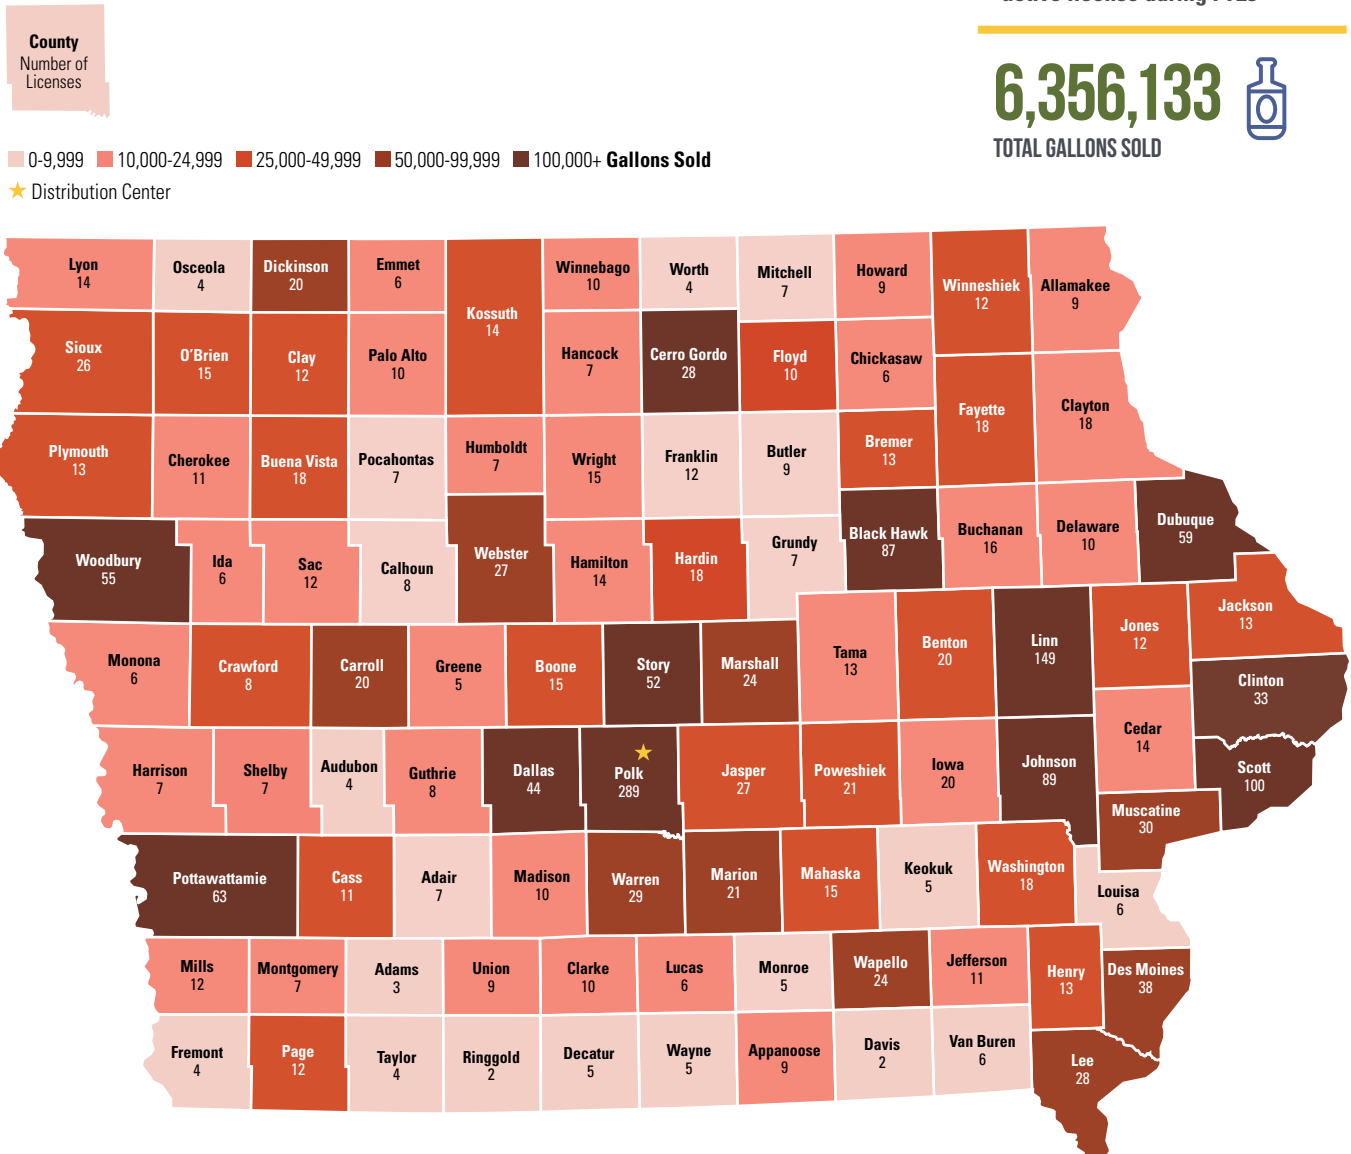 County
Number of
Licenses
6,356,133
TOTAL GALLONS SOLD
0-9,999 10,000-24,999 25,000-49,999 50,000-99,999 100,000+ Gallons Sold
Distribution Center
Lyon
14
Osceola
4
Dickinson
20
Emmet
6
Kossuth
14
Winnebago
10
Worth
4
Mitchell
7
Howard
9
Winneshiek
12
Allamakee
9
Sioux
26
O'Brien
15
Clay
12
Palo Alto
10
Hancock
7
Cerro Gordo
28
Floyd
10
Chickasaw
6
Fayette
18
Clayton
18
Plymouth
13
Cherokee
11
Buena Vista
18
Pocahontas
7
Humboldt
7
Wright
15
Franklin
12
Butler
9
Bremer
13
Woodbury
55
Ida
6
Sac
12
Calhoun
8
Webster
27
Hamilton
14
Hardin
18
Grundy
7
Black Hawk
87
Buchanan
16
Delaware
10
Dubuque
59
Monona
6
Crawford
8
Carroll
20
Greene
5
Boone
15
Story
52
Marshall
24
Tama
13
Benton
20
Linn
149
Jones
12
Jackson
13
Clinton
33
Harrison
7
Shelby
7
Audubon
4
Guthrie
8
Dallas
44
Polk
289
Jasper
27
Poweshiek
21
Iowa
20
Johnson
89
Cedar
14
Scott
100
Muscatine
30
Pottawattamie
63
Cass
11
Adair
7
Madison
10
Warren
29
Marion
21
Mahaska
15
Keokuk
5
Washington
18
Louisa
6
Mills
12
Montgomery
7
Adams
3
Union
9
Clarke
10
Lucas
6
Monroe
5
Wapello
24
Jefferson
11
Henry
13
Des Moines
38
Fremont
4
Page
12
Taylor
4
Ringgold
2
Decatur
5
Wayne
5
Appanoose
9
Davis
2
Van Buren
6
Lee
28